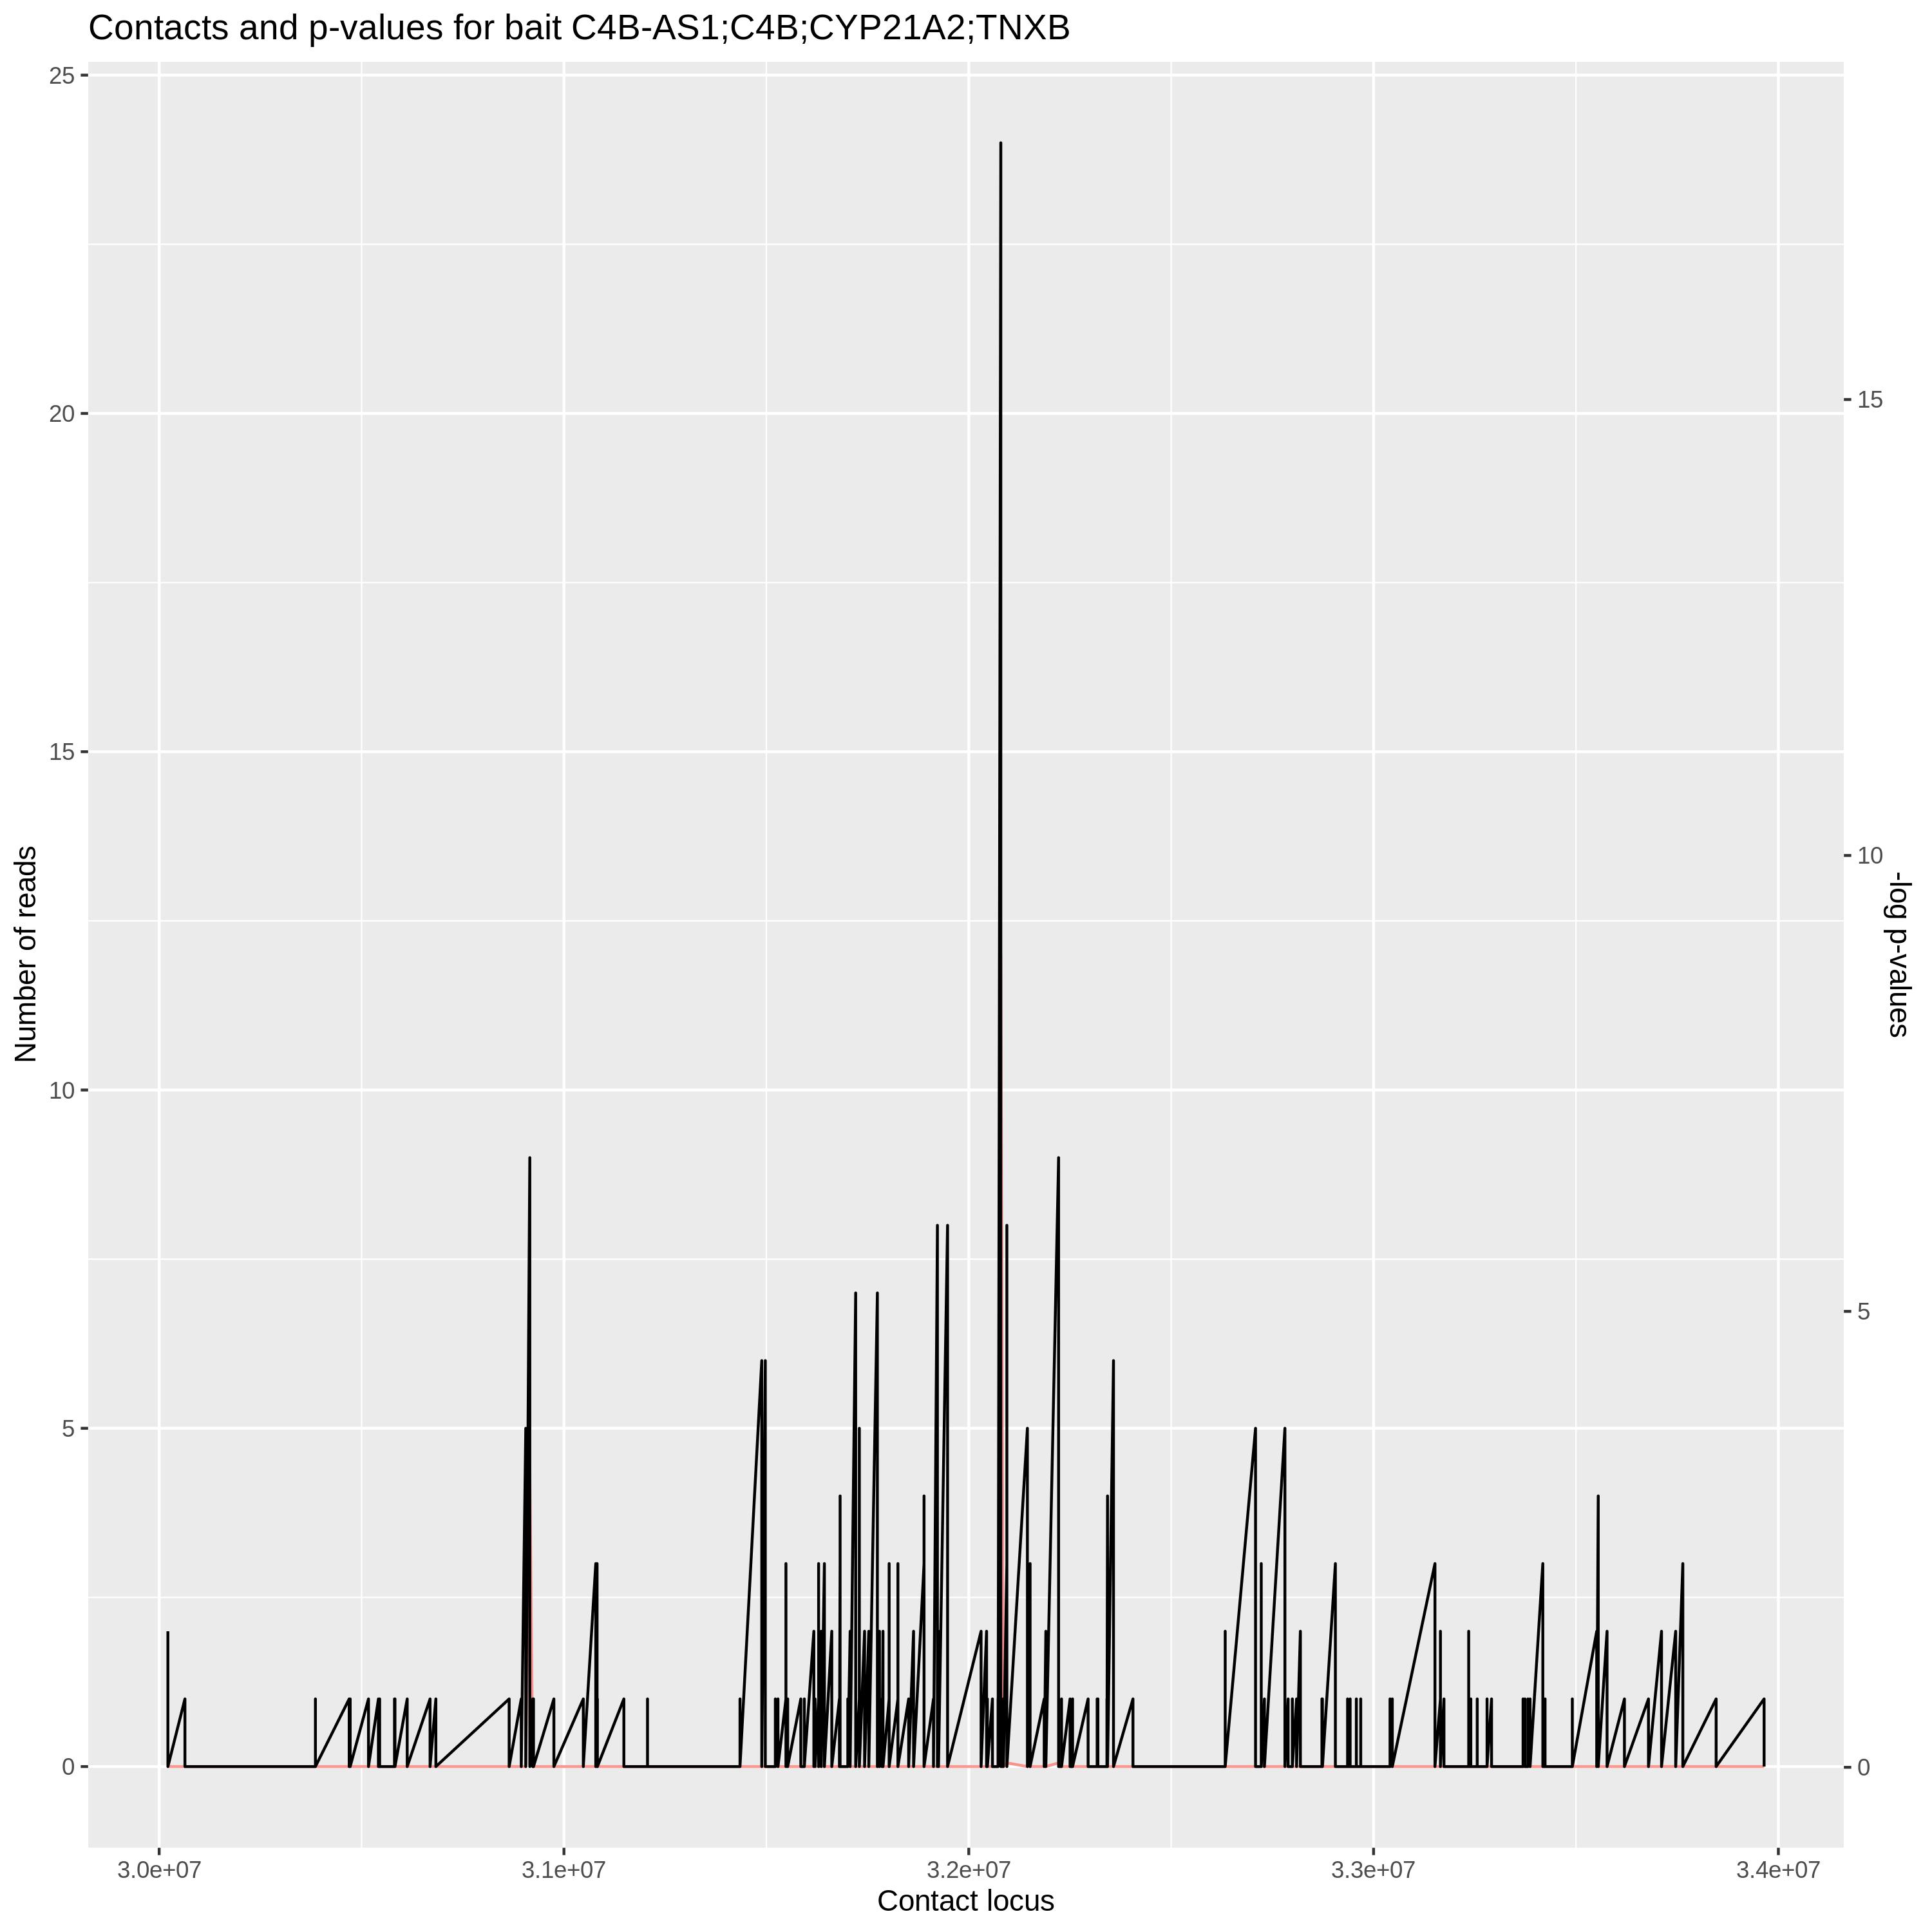 Contacts and p-values for bait C4B-AS1;C4B;CYP21A2;TNXB
25
20
15
10
5
0
Number of reads
15
10
5
0
-log p-values
3.0e+07
3.1e+07
3.2e+07
3.3e+07
3.4e+07
Contact locus